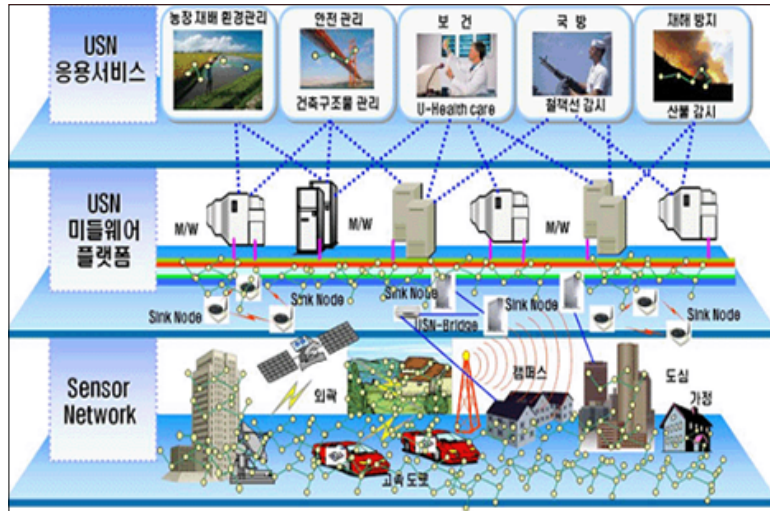 USN
응용서비스
농장 재배 환경관리
안전 관리
건축구조물 관리
보 건
U-Health care
국 방
철책선 감시
재해 방지
산불 감시
USN
미들웨어
플랫폼
M/W
M/W
M/W
Sink Node
Sink Node
Sink Node
USN-Bridge
Sink Node
Sink Node
Sensor
Network
외곽
캠퍼스
도심
가정
고속 도로